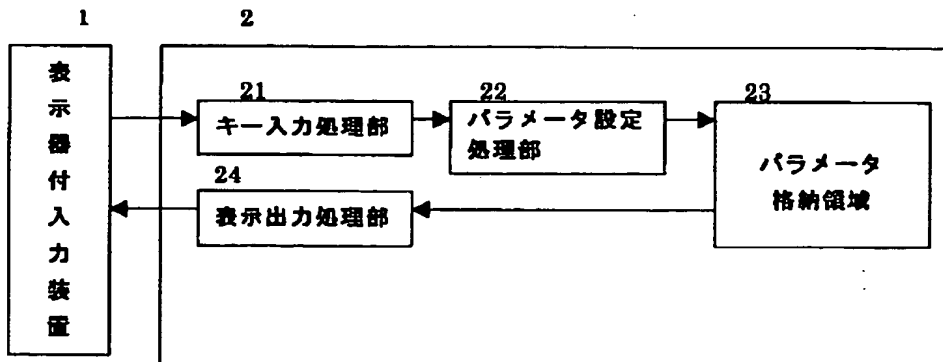 1
2
表示器付入力装置
21
キー入力処理部
22
パラメータ設定
処理部
23
パラメータ
格納領域
24
表示出力処理部